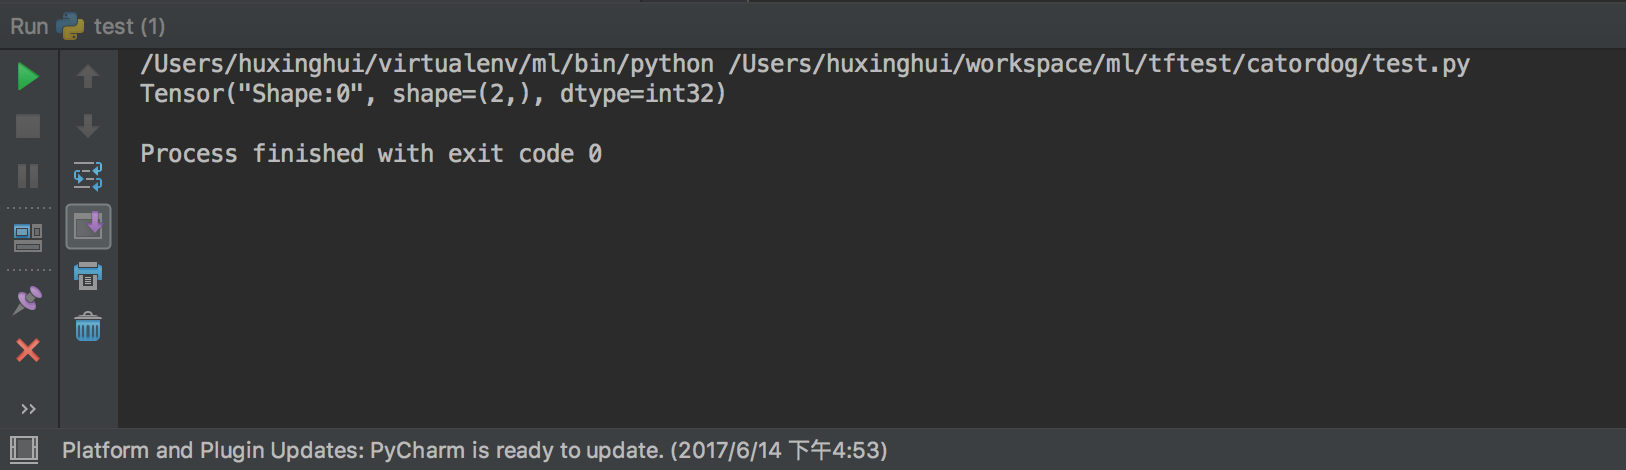 Run test (1)
/Users/huxinghui/virtualenv/ml/bin/python /Users/huxinghui/workspace/ml/tftest/catordog/test.py
Tensor("Shape:0", shape=(2,), dtype=int32)
Process finished with exit code 0
Platform and Plugin Updates: PyCharm is ready to update. (2017/6/14 下午4:53)